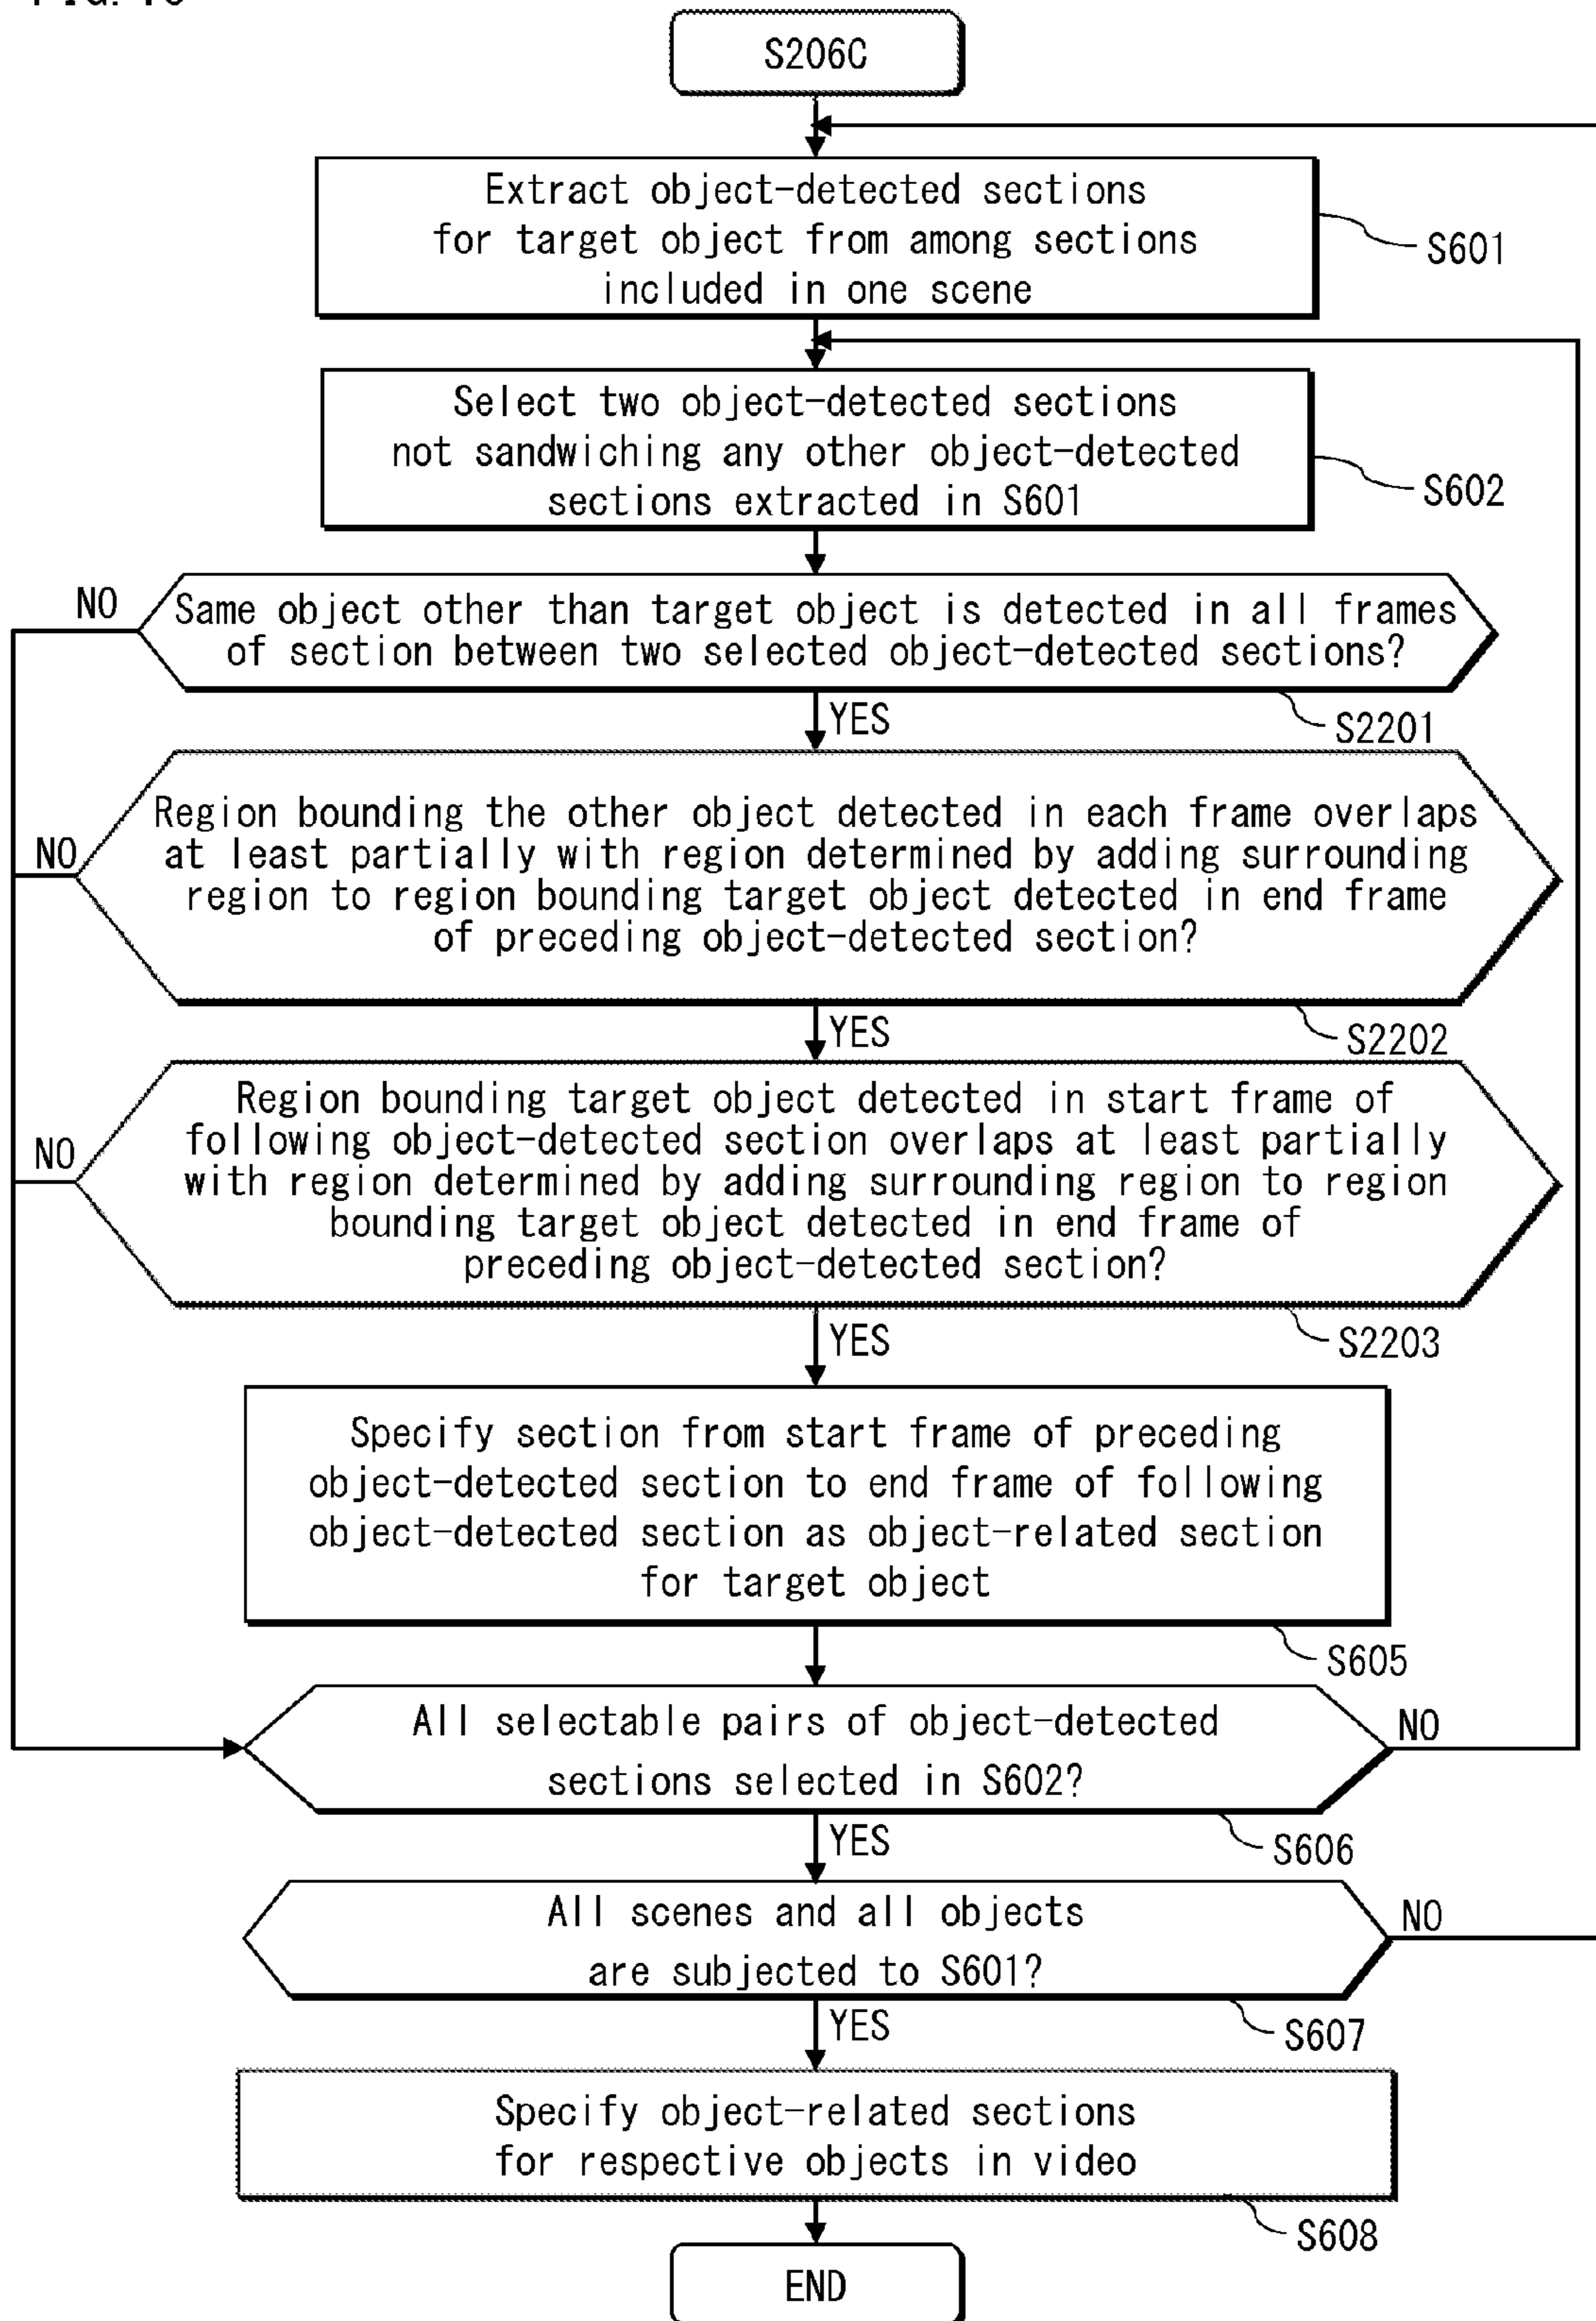 S206C
Extract object-detected sections
for target object from among sections
included in one scene
S601
Select two object-detected sections
not sandwiching any other object-detected
sections extracted in S601
S602
NO
Same object other than target object is detected in all frames
of section between two selected object-detected sections?
YES
S2201
Region bounding the other object detected in each frame overlaps
at least partially with region determined by adding surrounding
region to region bounding target object detected in end frame
of preceding object-detected section?
NO
YES
S2202
Region bounding target object detected in start frame of
following object-detected section overlaps at least partially
with region determined by adding surrounding region to region
bounding target object detected in end frame of
preceding object-detected section?
NO
YES
S2203
Specify section from start frame of preceding
object-detected section to end frame of following
object-detected section as object-related section
for target object
S605
All selectable pairs of object-detected
sections selected in S602?
NO
YES
S606
All scenes and all objects
are subjected to S601?
NO
YES
S607
Specify object-related sections
for respective objects in video
S608
END